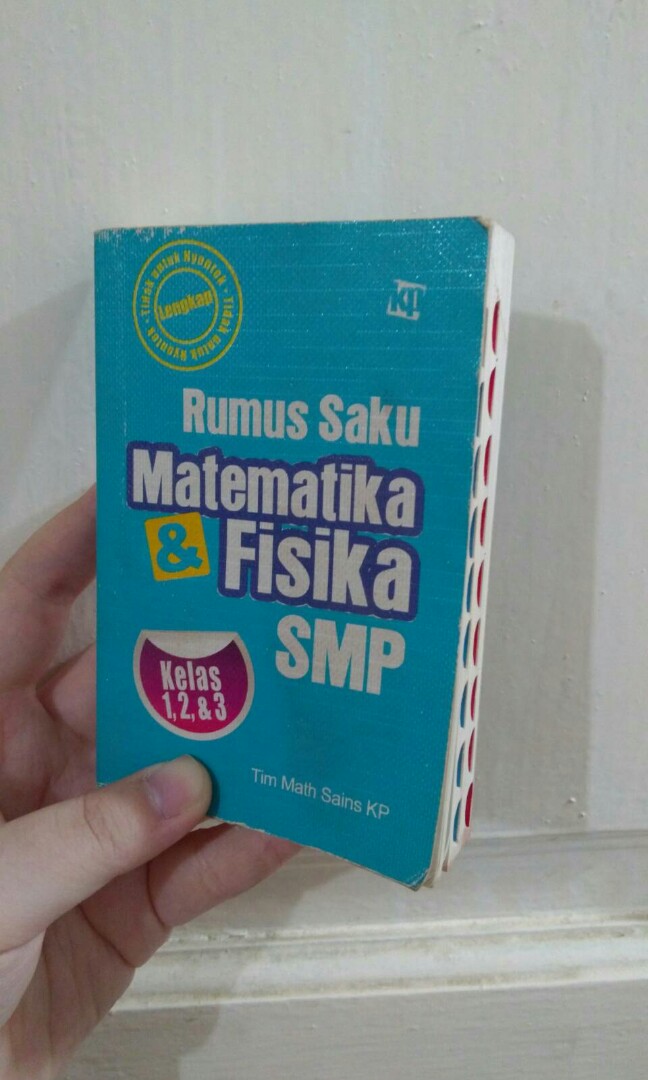 Tidak untuk Nyontek • Tidak untuk Nyontek •
Lengkap
KP
Rumus Saku
Matematika
& Fisika
SMP
Kelas
1, 2, & 3
Tim Math Sains KP